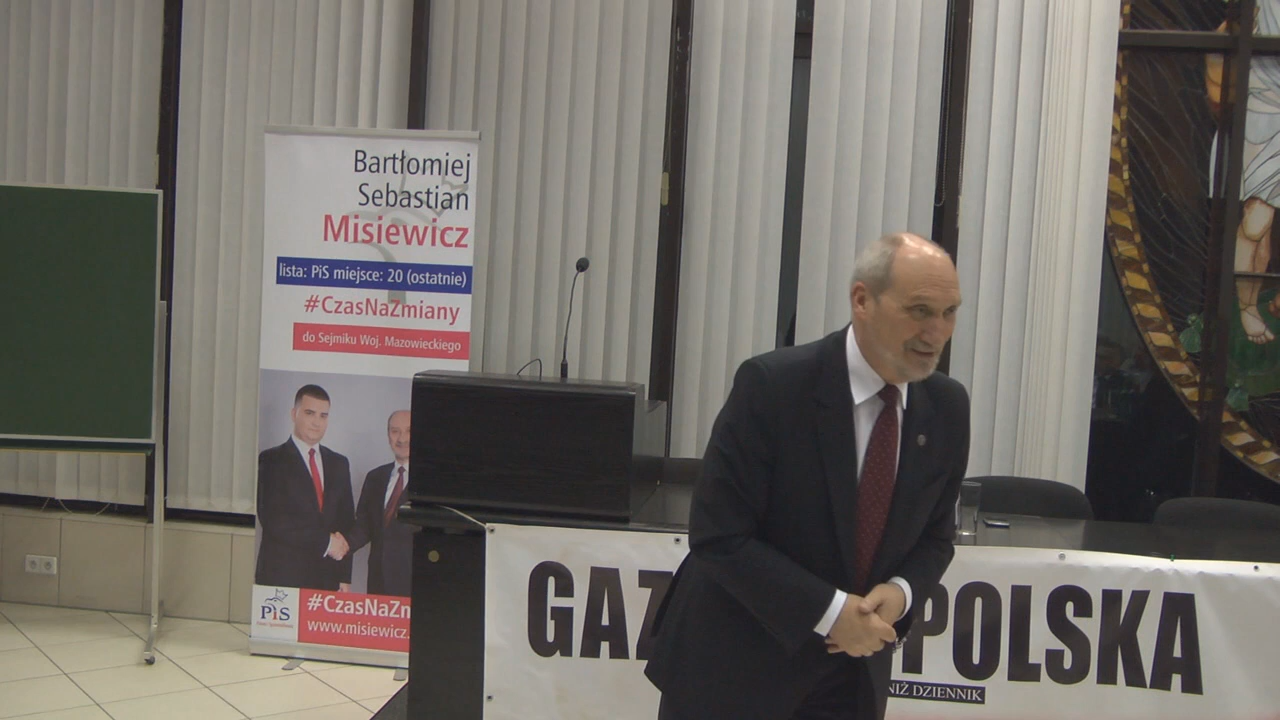 Bartłomiej
Sebastian
Misiewicz
lista: PiS miejsce: 20 (ostatnie)
#CzasNaZmiany
do Sejmiku Woj. Mazowieckiego
PiS
#CzasNaZm
www.misiewicz.
GAZ POLSKA
NIŻ DZIENNIK